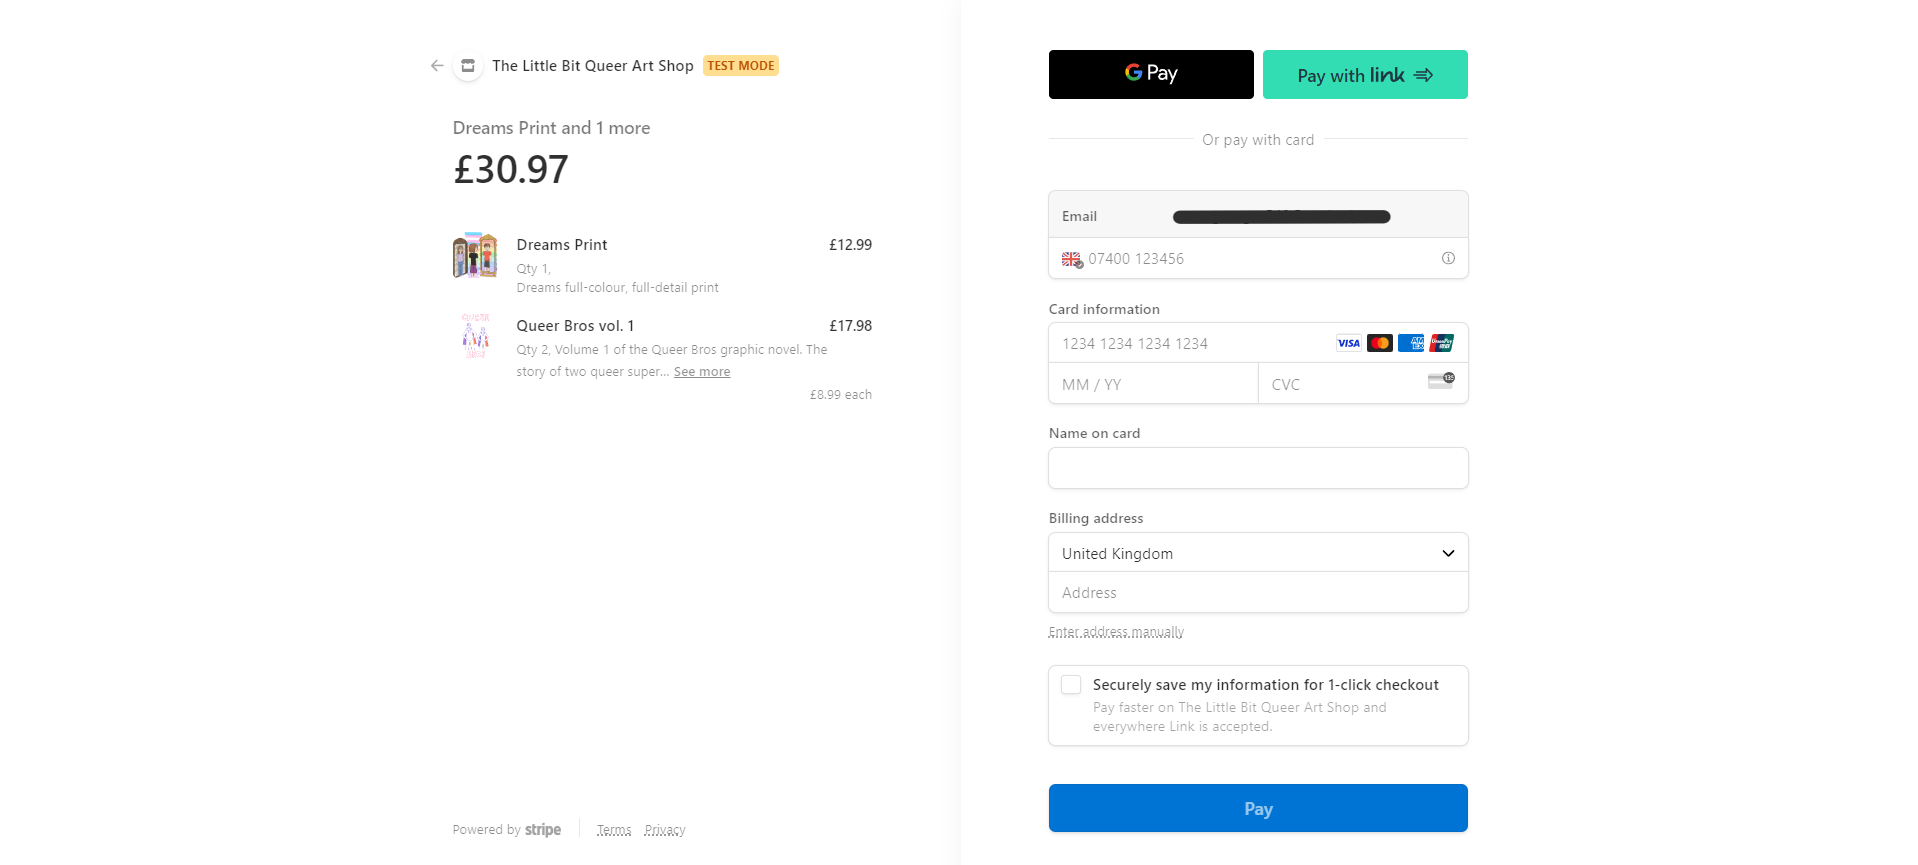 The Little Bit Queer Art Shop TEST MODE
Dreams Print and 1 more
£30.97
Dreams Print £12.99
Qty 1,
Dreams full-colour, full-detail print
Queer Bros vol. 1 £17.98
Qty 2, Volume 1 of the Queer Bros graphic novel. The
story of two queer super... See more
£8.99 each
Powered by stripe Terms Privacy
G Pay Pay with link
Or pay with card
Email
07400 123456
Card information
1234 1234 1234 1234 VISA AM EX UnionPay
MM / YY CVC 135
Name on card
Billing address
United Kingdom
Address
Enter address manually
Securely save my information for 1-click checkout
Pay faster on The Little Bit Queer Art Shop and
everywhere Link is accepted.
Pay